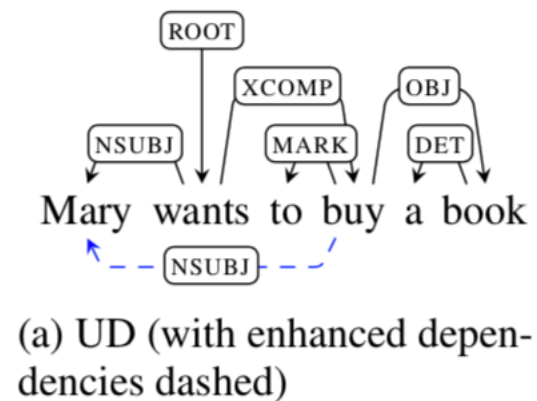 ROOT
XCOMP OBJ
NSUBJ MARK DET
Mary wants to buy a book
NSUBJ
(a) UD (with enhanced depen-
dencies dashed)